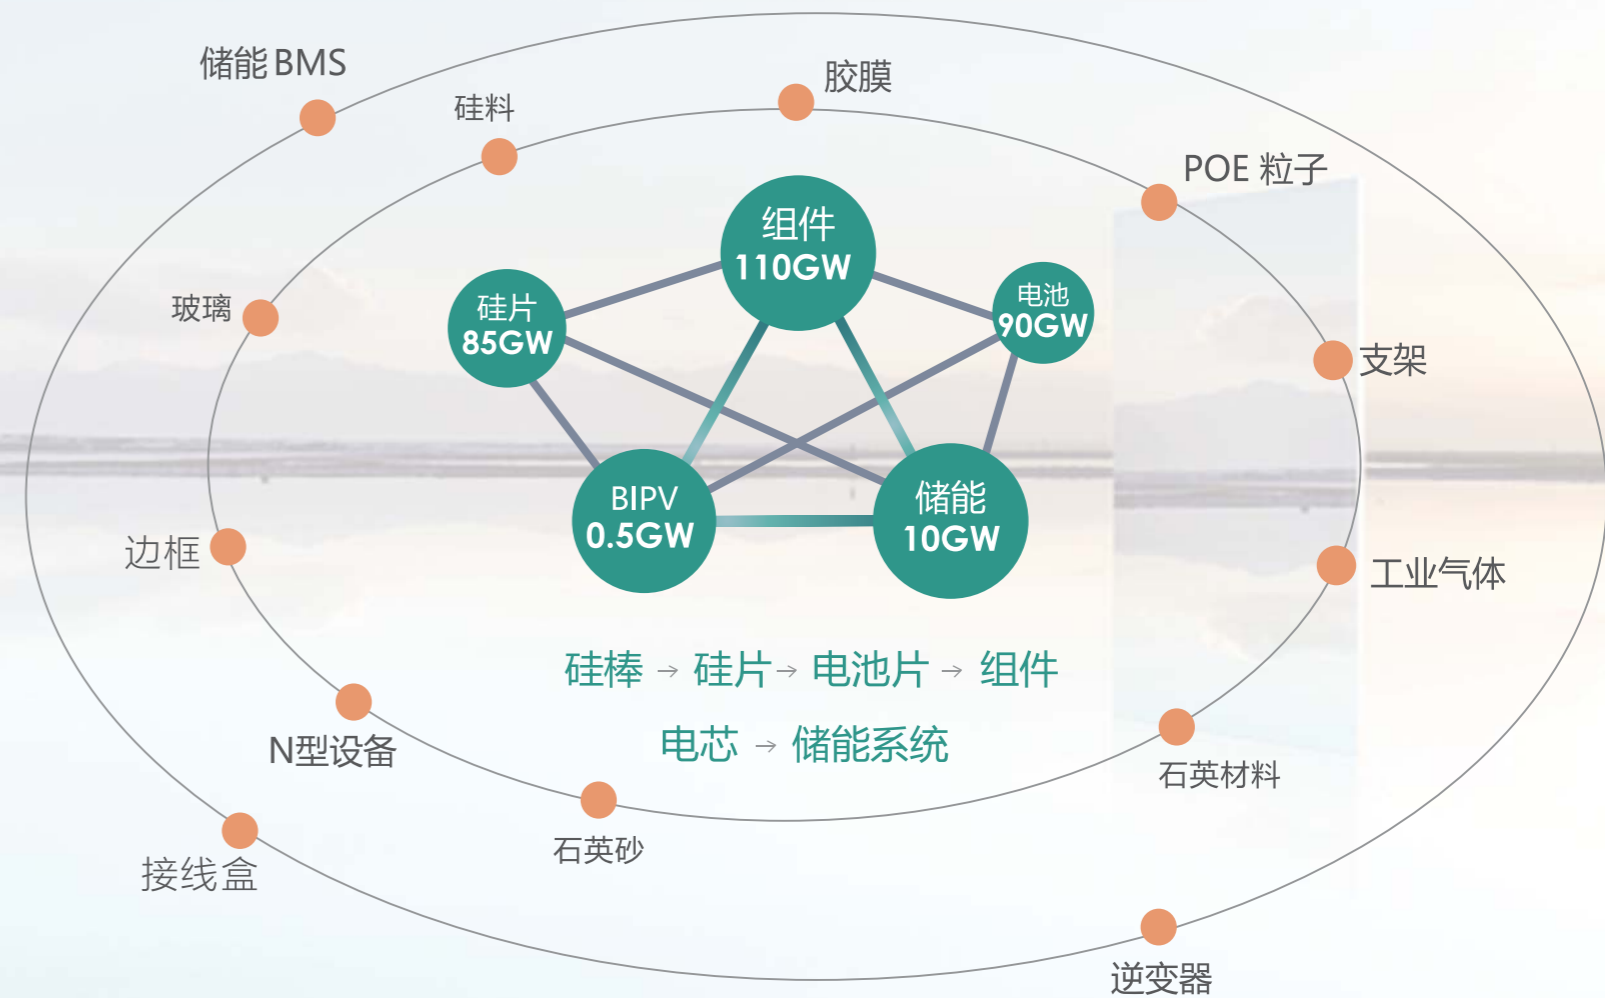 储能 BMS
硅料
胶膜
POE 粒子
组件
110GW
硅片
85GW
电池
90GW
玻璃
支架
BIPV
0.5GW
储能
10GW
边框
工业气体
硅棒 → 硅片 → 电池片 → 组件
电芯 → 储能系统
N型设备
石英材料
石英砂
接线盒
逆变器